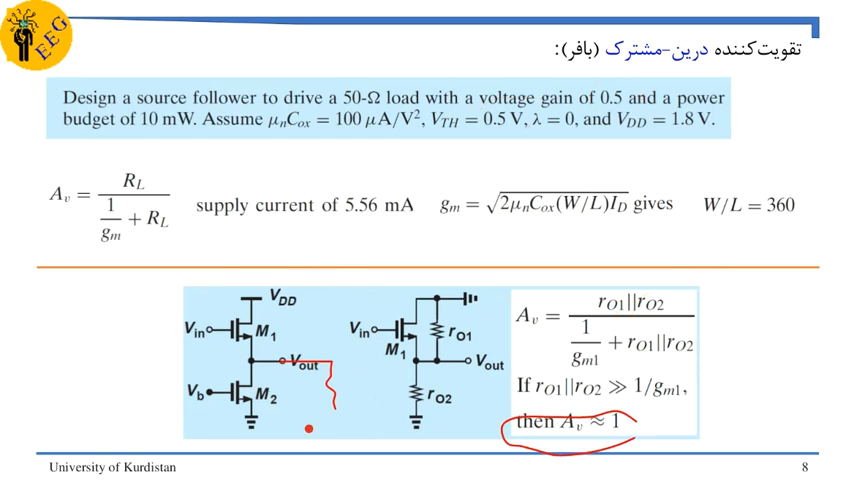 EEG
تقویت‌کننده درین-مشترک (بافر):
Design a source follower to drive a 50-Ω load with a voltage gain of 0.5 and a power
budget of 10 mW. Assume μnCox = 100 μA/V², VTH = 0.5 V, λ = 0, and VDD = 1.8 V.
Av = RL / (1/gm + RL) supply current of 5.56 mA gm = √(2μnCox(W/L)ID) gives W/L = 360
VDD
Vin M1
Vout
Vb M2
Vin M1 rO1
Vout
rO2
Av = rO1||rO2 / (1/gm1 + rO1||rO2)
If rO1||rO2 ≫ 1/gm1,
then Av ≈ 1
University of Kurdistan 8